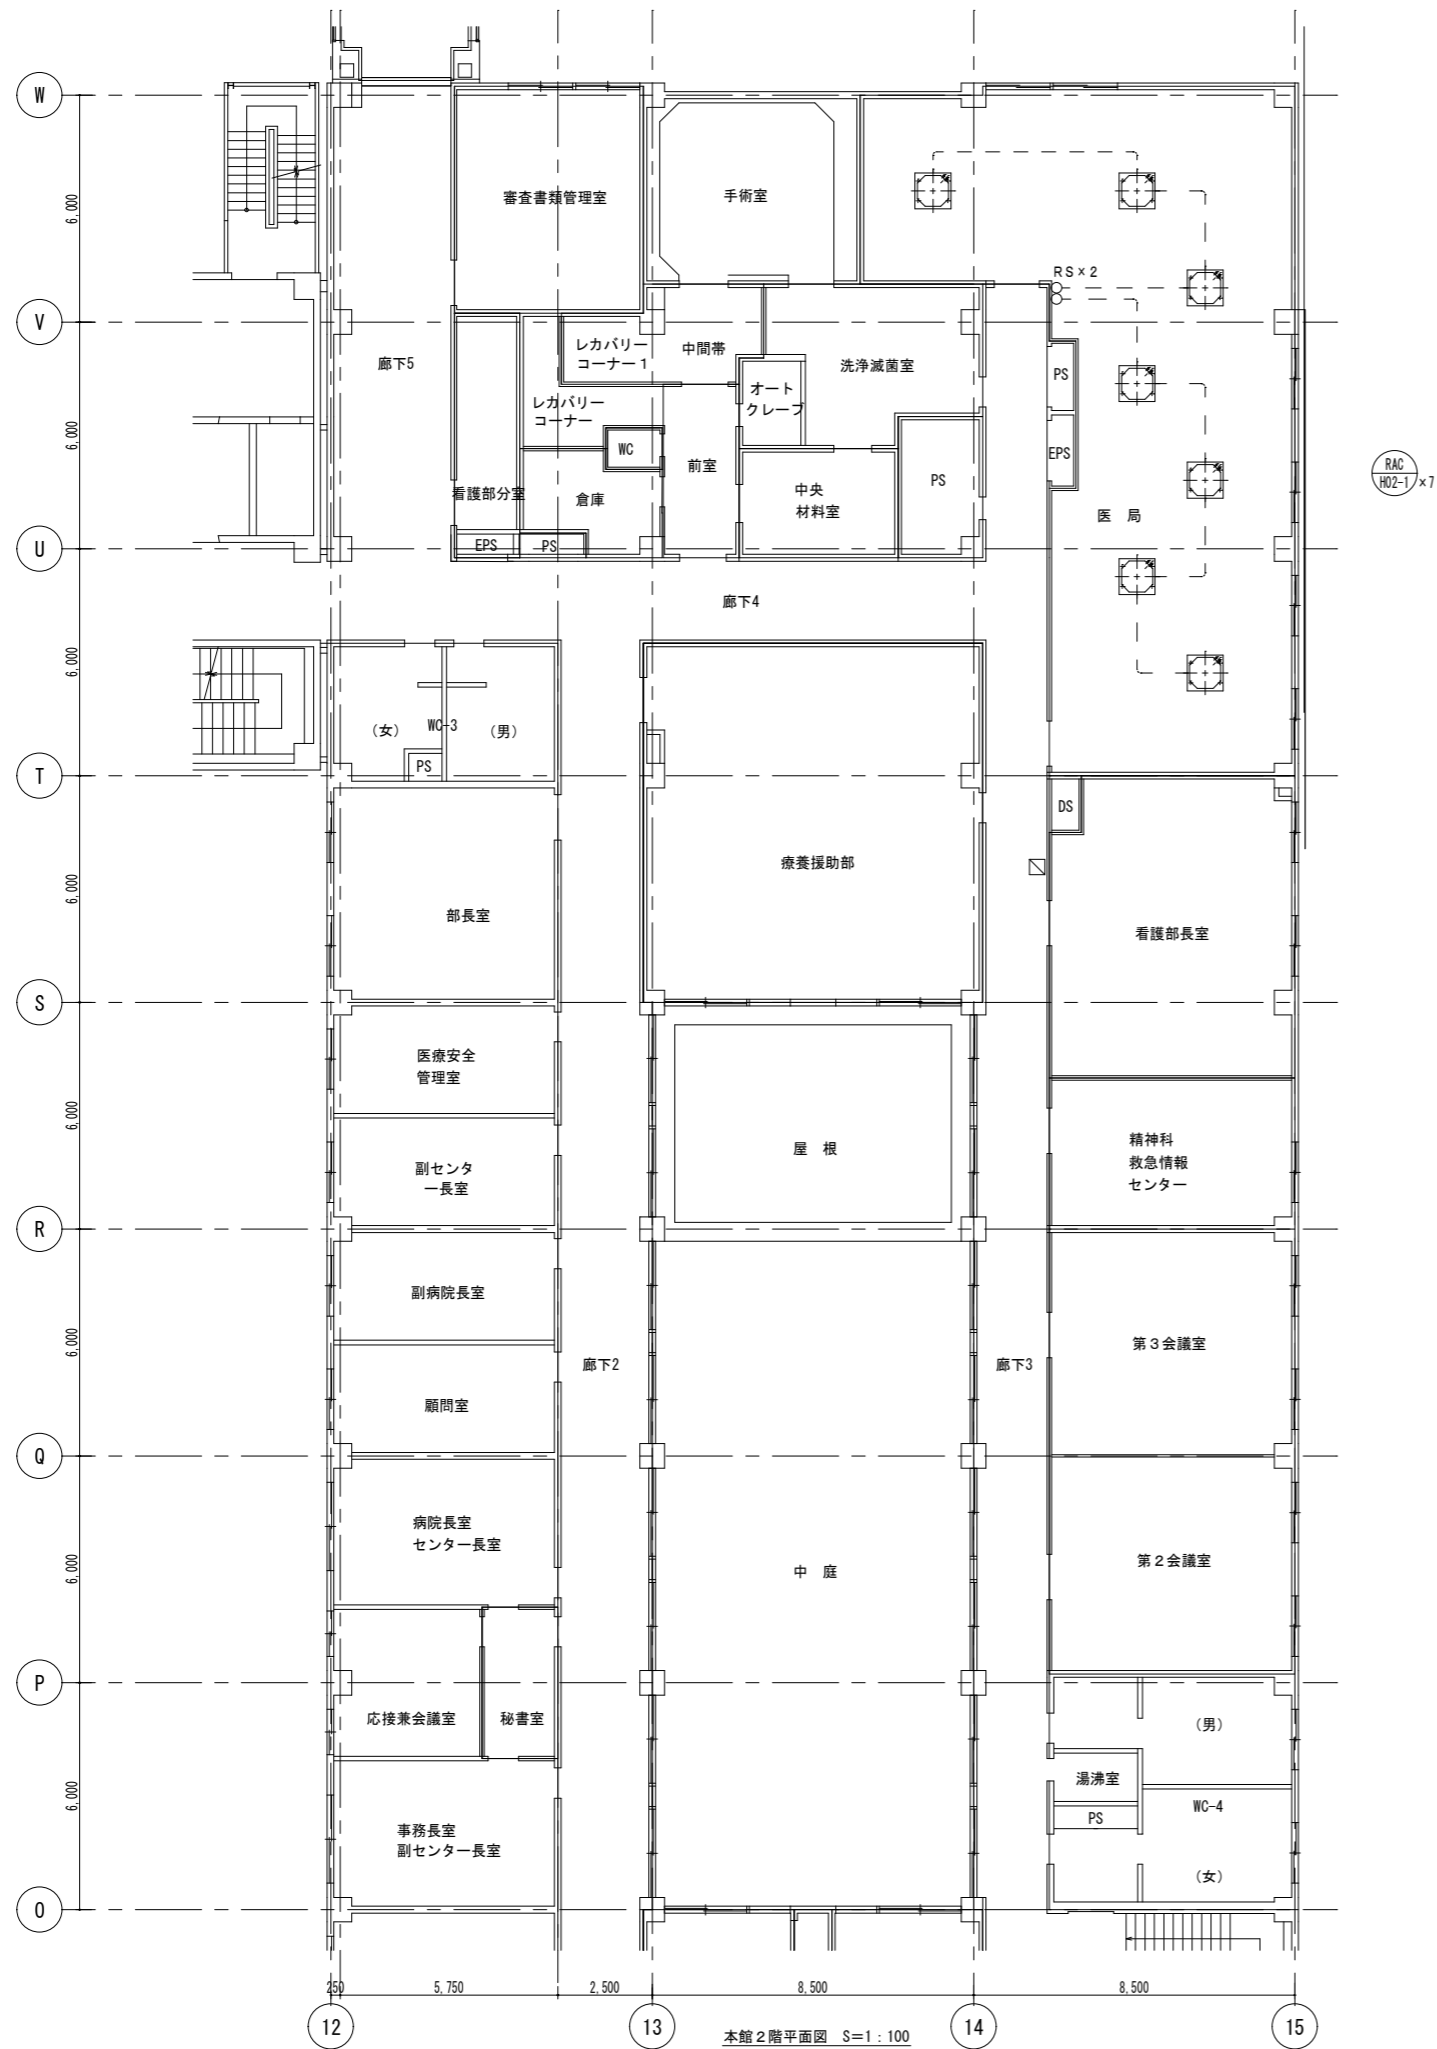 W
6,000
審査書類管理室
手術室
RS×2
V
廊下5
レカバリー
コーナー1
中間帯
洗浄滅菌室
PS
オート
クレーブ
レカバリー
コーナー
WC
EPS
6,000
前室
RAC
H02-1
×7
看護部分室
倉庫
中央
材料室
PS
医 局
U
EPS
PS
廊下4
6,000
(女)
WC-3
(男)
PS
T
DS
6,000
療養援助部
部長室
看護部長室
S
医療安全
管理室
6,000
屋 根
精神科
救急情報
センター
副センタ
ー長室
R
副病院長室
6,000
廊下2
廊下3
第3会議室
顧問室
Q
病院長室
センター長室
6,000
中 庭
第2会議室
P
応接兼会議室
秘書室
(男)
湯沸室
6,000
PS
WC-4
事務長室
副センター長室
(女)
O
250
5,750
2,500
8,500
8,500
12
13
14
15
本館2階平面図 S=1:100